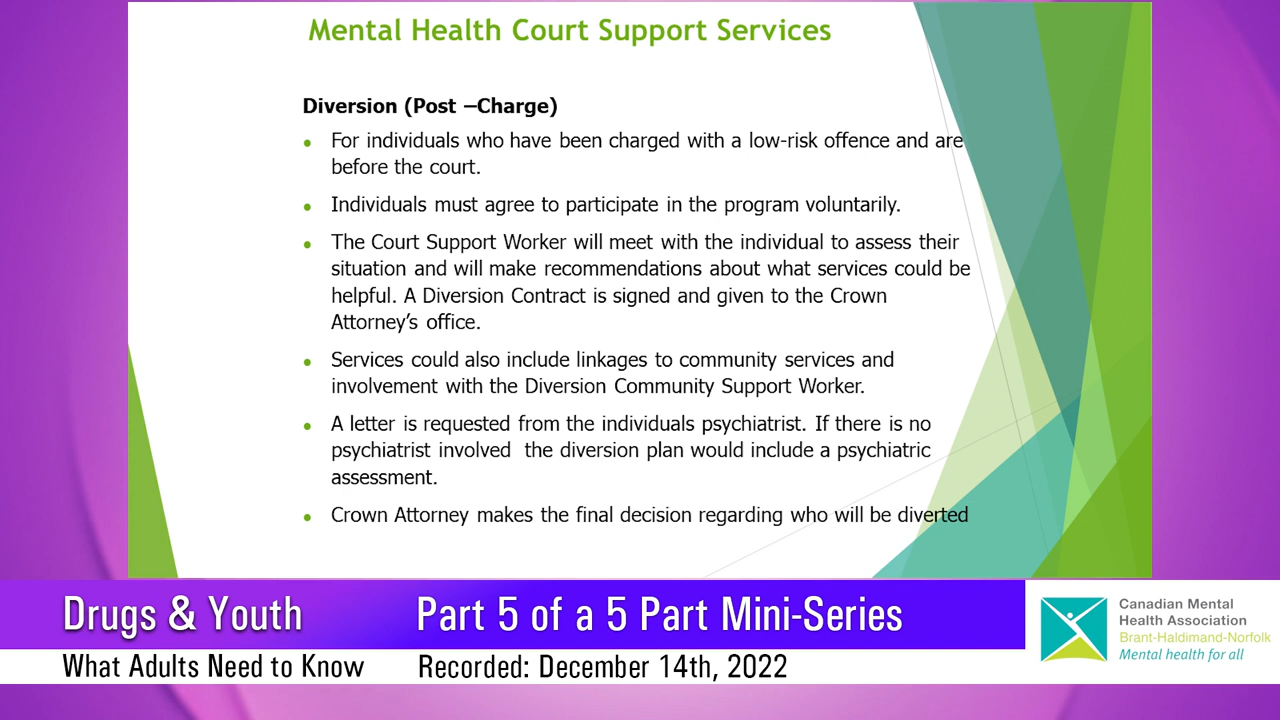 Mental Health Court Support Services
Diversion (Post –Charge)
• For individuals who have been charged with a low-risk offence and are
before the court.
• Individuals must agree to participate in the program voluntarily.
• The Court Support Worker will meet with the individual to assess their
situation and will make recommendations about what services could be
helpful. A Diversion Contract is signed and given to the Crown
Attorney’s office.
• Services could also include linkages to community services and
involvement with the Diversion Community Support Worker.
• A letter is requested from the individuals psychiatrist. If there is no
psychiatrist involved  the diversion plan would include a psychiatric
assessment.
• Crown Attorney makes the final decision regarding who will be diverted
Drugs & Youth
Part 5 of a 5 Part Mini-Series
What Adults Need to Know
Recorded: December 14th, 2022
Canadian Mental
Health Association
Brant-Haldimand-Norfolk
Mental health for all